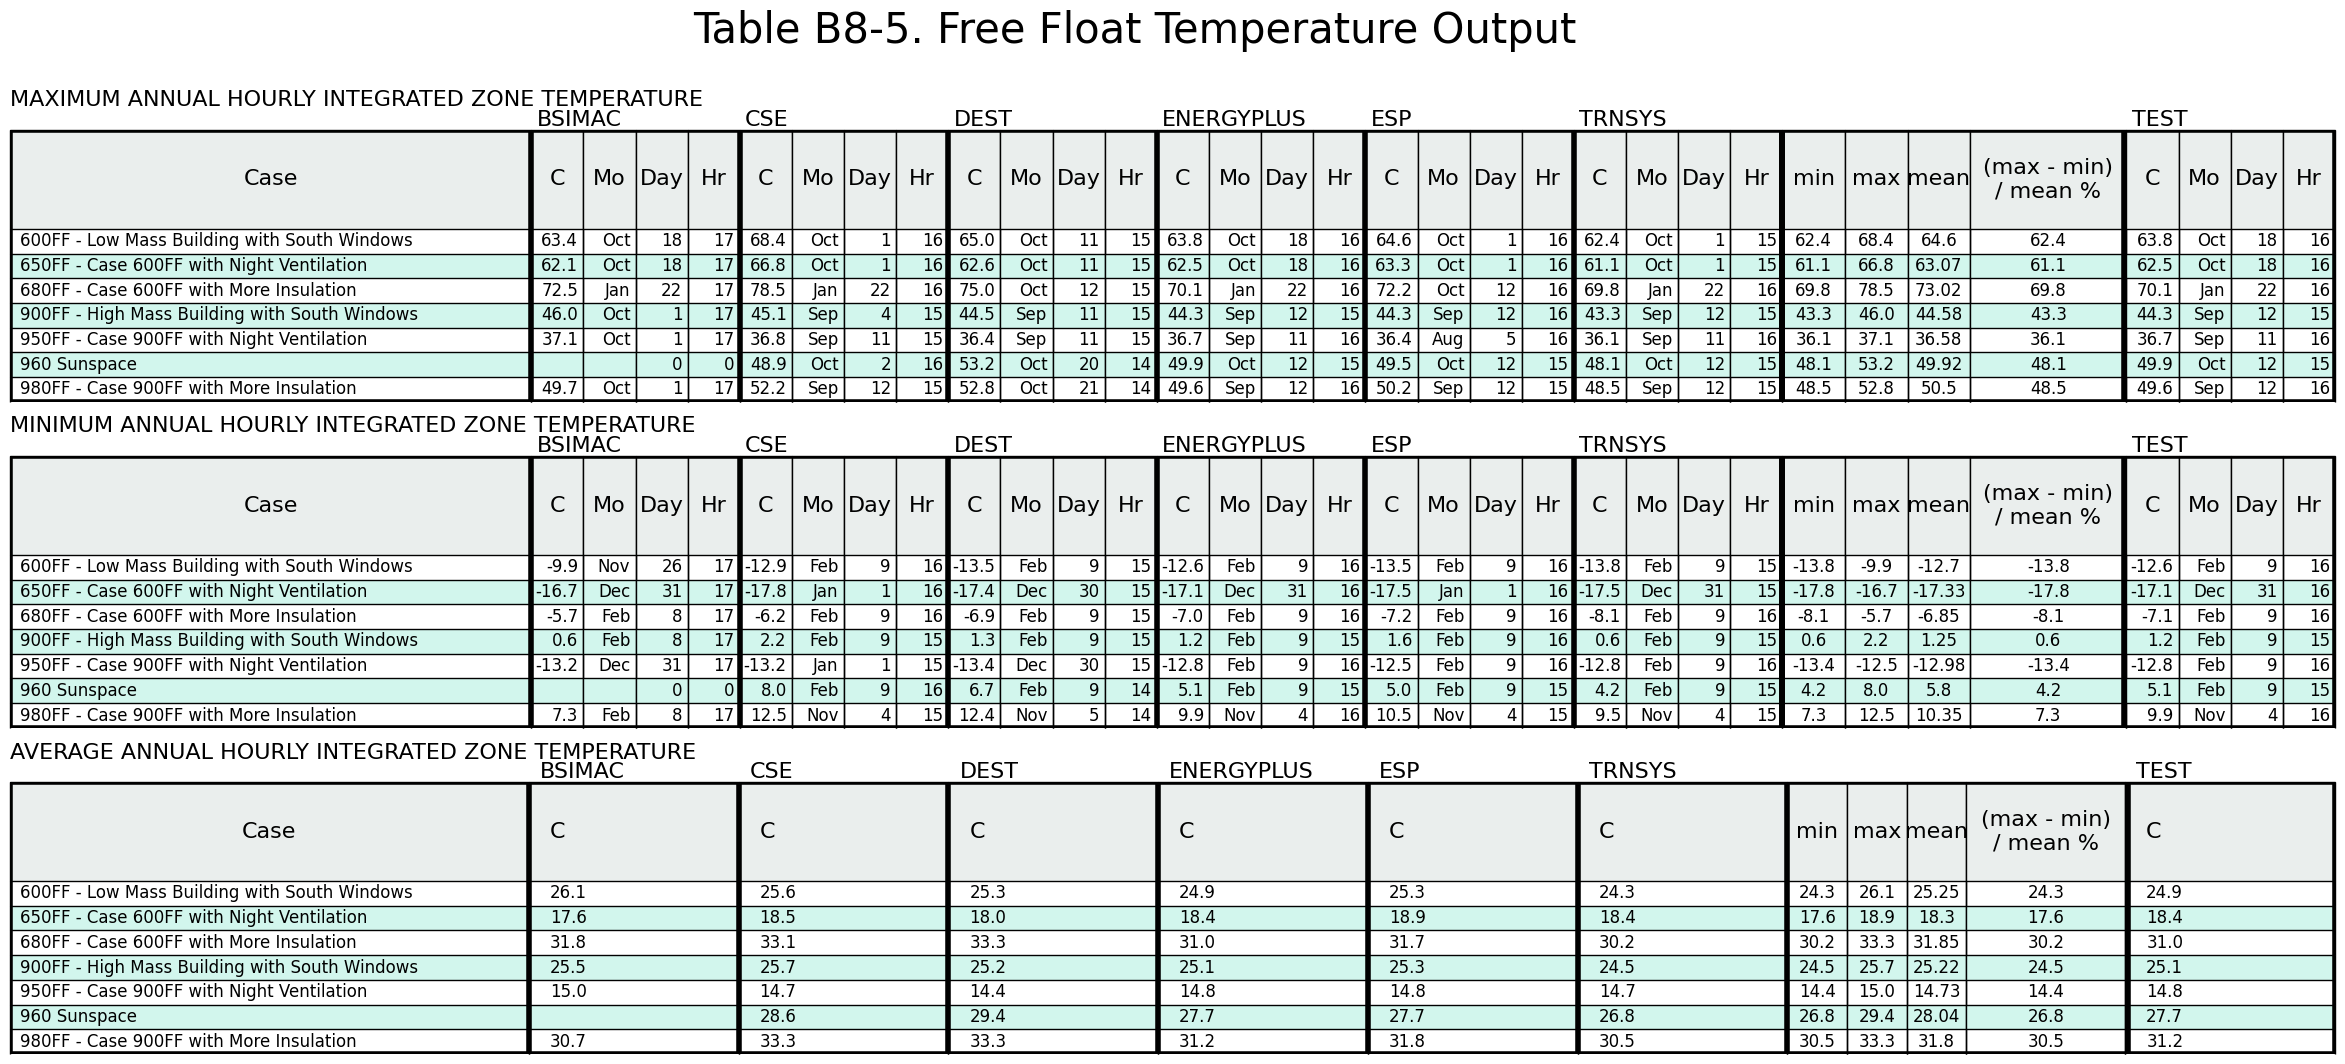 Table B8-5. Free Float Temperature Output
MAXIMUM ANNUAL HOURLY INTEGRATED ZONE TEMPERATURE
BSIMAC CSE DEST ENERGYPLUS ESP TRNSYS TEST
Case C Mo Day Hr C Mo Day Hr C Mo Day Hr C Mo Day Hr C Mo Day Hr C Mo Day Hr min max mean (max - min) / mean % C Mo Day Hr
600FF - Low Mass Building with South Windows 63.4 Oct 18 17 68.4 Oct 1 16 65.0 Oct 11 15 63.8 Oct 18 16 64.6 Oct 1 16 62.4 Oct 1 15 62.4 68.4 64.6 62.4 63.8 Oct 18 16
650FF - Case 600FF with Night Ventilation 62.1 Oct 18 17 66.8 Oct 1 16 62.6 Oct 11 15 62.5 Oct 18 16 63.3 Oct 1 16 61.1 Oct 1 15 61.1 66.8 63.07 61.1 62.5 Oct 18 16
680FF - Case 600FF with More Insulation 72.5 Jan 22 17 78.5 Jan 22 16 75.0 Oct 12 15 70.1 Jan 22 16 72.2 Oct 12 16 69.8 Jan 22 16 69.8 78.5 73.02 69.8 70.1 Jan 22 16
900FF - High Mass Building with South Windows 46.0 Oct 1 17 45.1 Sep 4 15 44.5 Sep 11 15 44.3 Sep 12 15 44.3 Sep 12 16 43.3 Sep 12 15 43.3 46.0 44.58 43.3 44.3 Sep 12 15
950FF - Case 900FF with Night Ventilation 37.1 Oct 1 17 36.8 Sep 11 15 36.4 Sep 11 15 36.7 Sep 11 16 36.4 Aug 5 16 36.1 Sep 11 16 36.1 37.1 36.58 36.1 36.7 Sep 11 16
960 Sunspace 0 0 48.9 Oct 2 16 53.2 Oct 20 14 49.9 Oct 12 15 49.5 Oct 12 15 48.1 Oct 12 15 48.1 53.2 49.92 48.1 49.9 Oct 12 15
980FF - Case 900FF with More Insulation 49.7 Oct 1 17 52.2 Sep 12 15 52.8 Oct 21 14 49.6 Sep 12 16 50.2 Sep 12 15 48.5 Sep 12 15 48.5 52.8 50.5 48.5 49.6 Sep 12 16
MINIMUM ANNUAL HOURLY INTEGRATED ZONE TEMPERATURE
BSIMAC CSE DEST ENERGYPLUS ESP TRNSYS TEST
Case C Mo Day Hr C Mo Day Hr C Mo Day Hr C Mo Day Hr C Mo Day Hr C Mo Day Hr min max mean (max - min) / mean % C Mo Day Hr
600FF - Low Mass Building with South Windows -9.9 Nov 26 17 -12.9 Feb 9 16 -13.5 Feb 9 15 -12.6 Feb 9 16 -13.5 Feb 9 16 -13.8 Feb 9 15 -13.8 -9.9 -12.7 -13.8 -12.6 Feb 9 16
650FF - Case 600FF with Night Ventilation -16.7 Dec 31 17 -17.8 Jan 1 16 -17.4 Dec 30 15 -17.1 Dec 31 16 -17.5 Jan 1 16 -17.5 Dec 31 15 -17.8 -16.7 -17.33 -17.8 -17.1 Dec 31 16
680FF - Case 600FF with More Insulation -5.7 Feb 8 17 -6.2 Feb 9 16 -6.9 Feb 9 15 -7.0 Feb 9 16 -7.2 Feb 9 16 -8.1 Feb 9 16 -8.1 -5.7 -6.85 -8.1 -7.1 Feb 9 16
900FF - High Mass Building with South Windows 0.6 Feb 8 17 2.2 Feb 9 15 1.3 Feb 9 15 1.2 Feb 9 15 1.6 Feb 9 16 0.6 Feb 9 15 0.6 2.2 1.25 0.6 1.2 Feb 9 15
950FF - Case 900FF with Night Ventilation -13.2 Dec 31 17 -13.2 Jan 1 15 -13.4 Dec 30 15 -12.8 Feb 9 16 -12.5 Feb 9 16 -12.8 Feb 9 16 -13.4 -12.5 -12.98 -13.4 -12.8 Feb 9 16
960 Sunspace 0 0 8.0 Feb 9 16 6.7 Feb 9 14 5.1 Feb 9 15 5.0 Feb 9 15 4.2 Feb 9 15 4.2 8.0 5.8 4.2 5.1 Feb 9 15
980FF - Case 900FF with More Insulation 7.3 Feb 8 17 12.5 Nov 4 15 12.4 Nov 5 14 9.9 Nov 4 16 10.5 Nov 4 15 9.5 Nov 4 15 7.3 12.5 10.35 7.3 9.9 Nov 4 16
AVERAGE ANNUAL HOURLY INTEGRATED ZONE TEMPERATURE
BSIMAC CSE DEST ENERGYPLUS ESP TRNSYS TEST
Case C C C C C C min max mean (max - min) / mean % C
600FF - Low Mass Building with South Windows 26.1 25.6 25.3 24.9 25.3 24.3 24.3 26.1 25.25 24.3 24.9
650FF - Case 600FF with Night Ventilation 17.6 18.5 18.0 18.4 18.9 18.4 17.6 18.9 18.3 17.6 18.4
680FF - Case 600FF with More Insulation 31.8 33.1 33.3 31.0 31.7 30.2 30.2 33.3 31.85 30.2 31.0
900FF - High Mass Building with South Windows 25.5 25.7 25.2 25.1 25.3 24.5 24.5 25.7 25.22 24.5 25.1
950FF - Case 900FF with Night Ventilation 15.0 14.7 14.4 14.8 14.8 14.7 14.4 15.0 14.73 14.4 14.8
960 Sunspace 28.6 29.4 27.7 27.7 26.8 26.8 29.4 28.04 26.8 27.7
980FF - Case 900FF with More Insulation 30.7 33.3 33.3 31.2 31.8 30.5 30.5 33.3 31.8 30.5 31.2